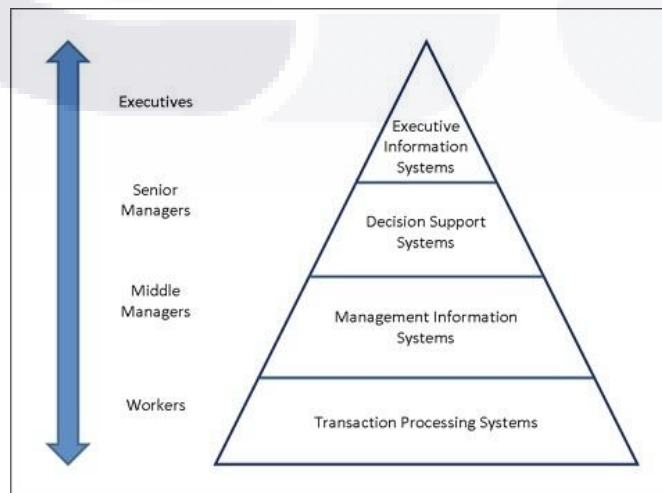 Executives
Executive
Information
Systems
Senior
Managers
Decision Support
Systems
Middle
Managers
Management Information
Systems
Workers
Transaction Processing Systems